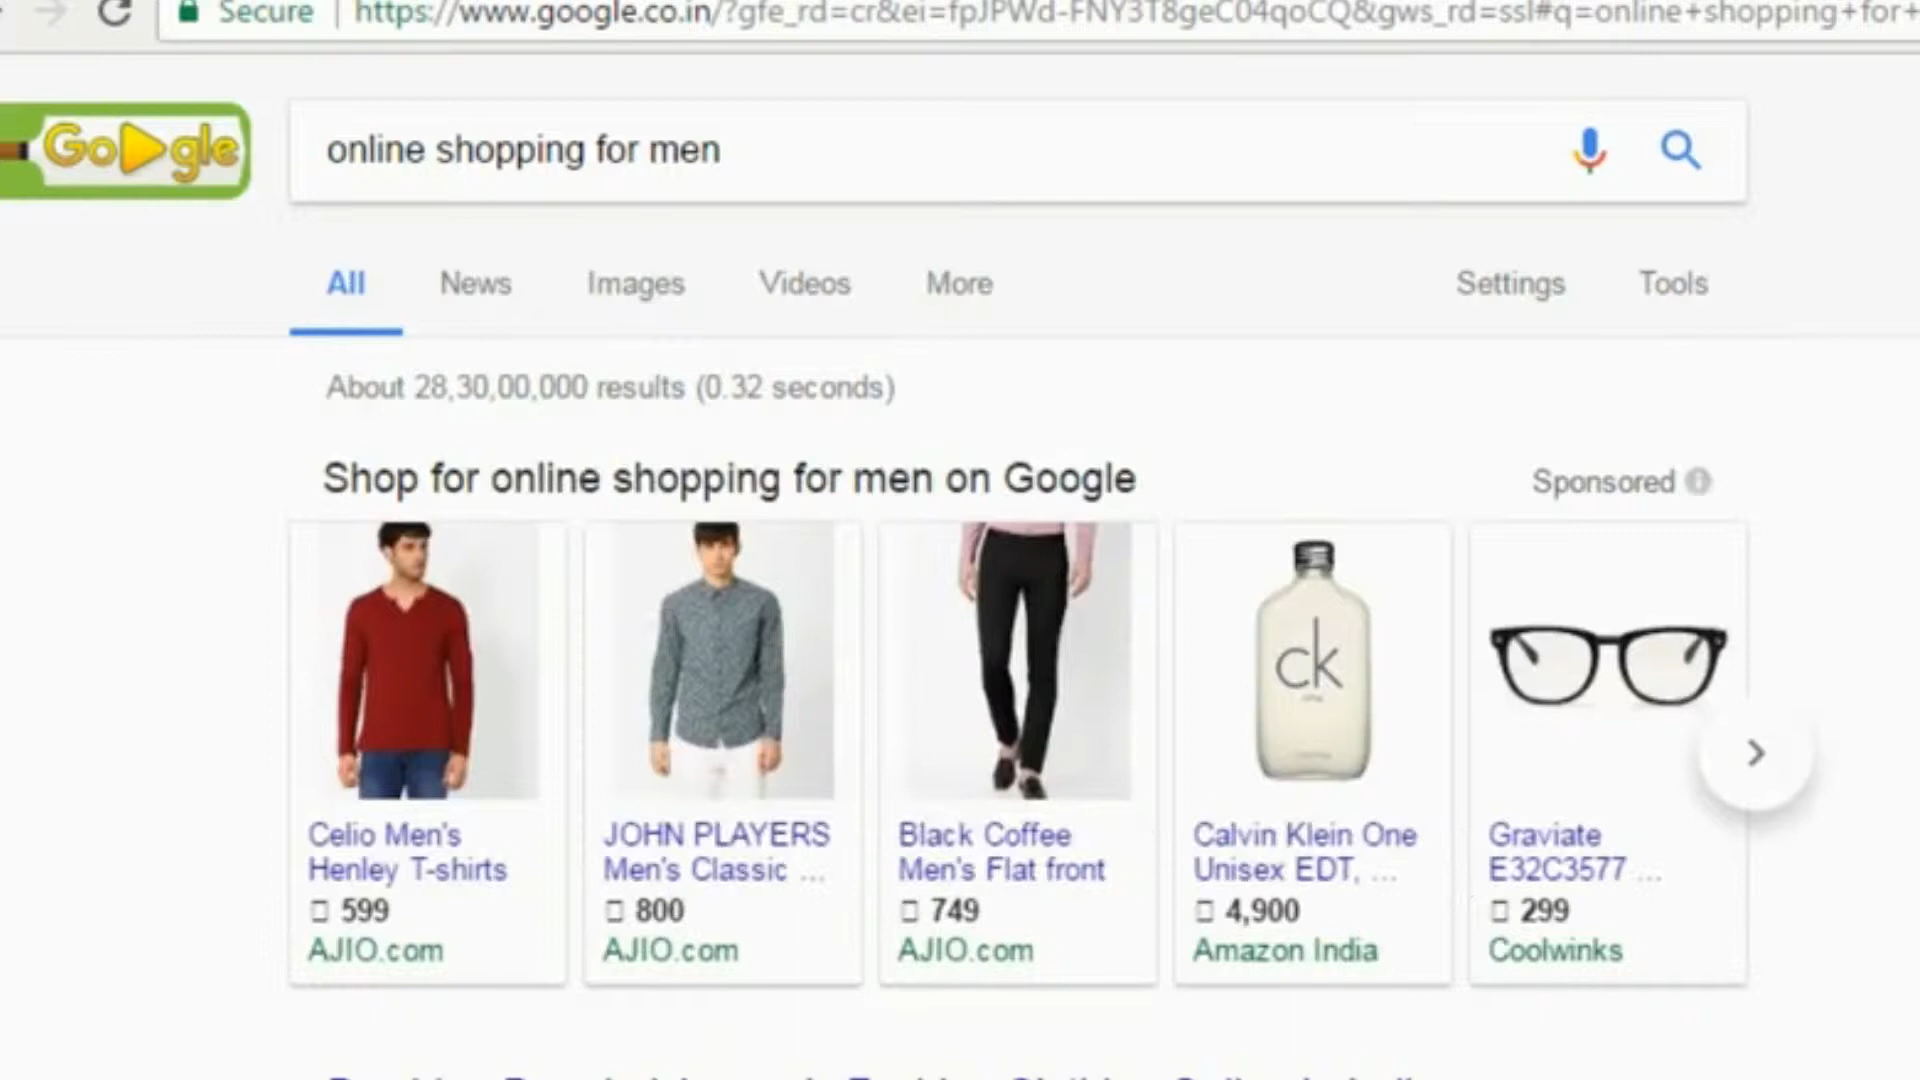 Secure | https://www.google.co.in/?gfe_rd=cr&ei=fpJPWd-FNY3T8geC04qoCQ&gws_rd=ssl#q=online+shopping+for+
Google
online shopping for men
All News Images Videos More Settings Tools
About 28,30,00,000 results (0.32 seconds)
Shop for online shopping for men on Google
Sponsored
ck
one
Celio Men's
Henley T-shirts
599
AJIO.com
JOHN PLAYERS
Men's Classic ...
800
AJIO.com
Black Coffee
Men's Flat front
749
AJIO.com
Calvin Klein One
Unisex EDT, ...
4,900
Amazon India
Graviate
E32C3577 ...
299
Coolwinks